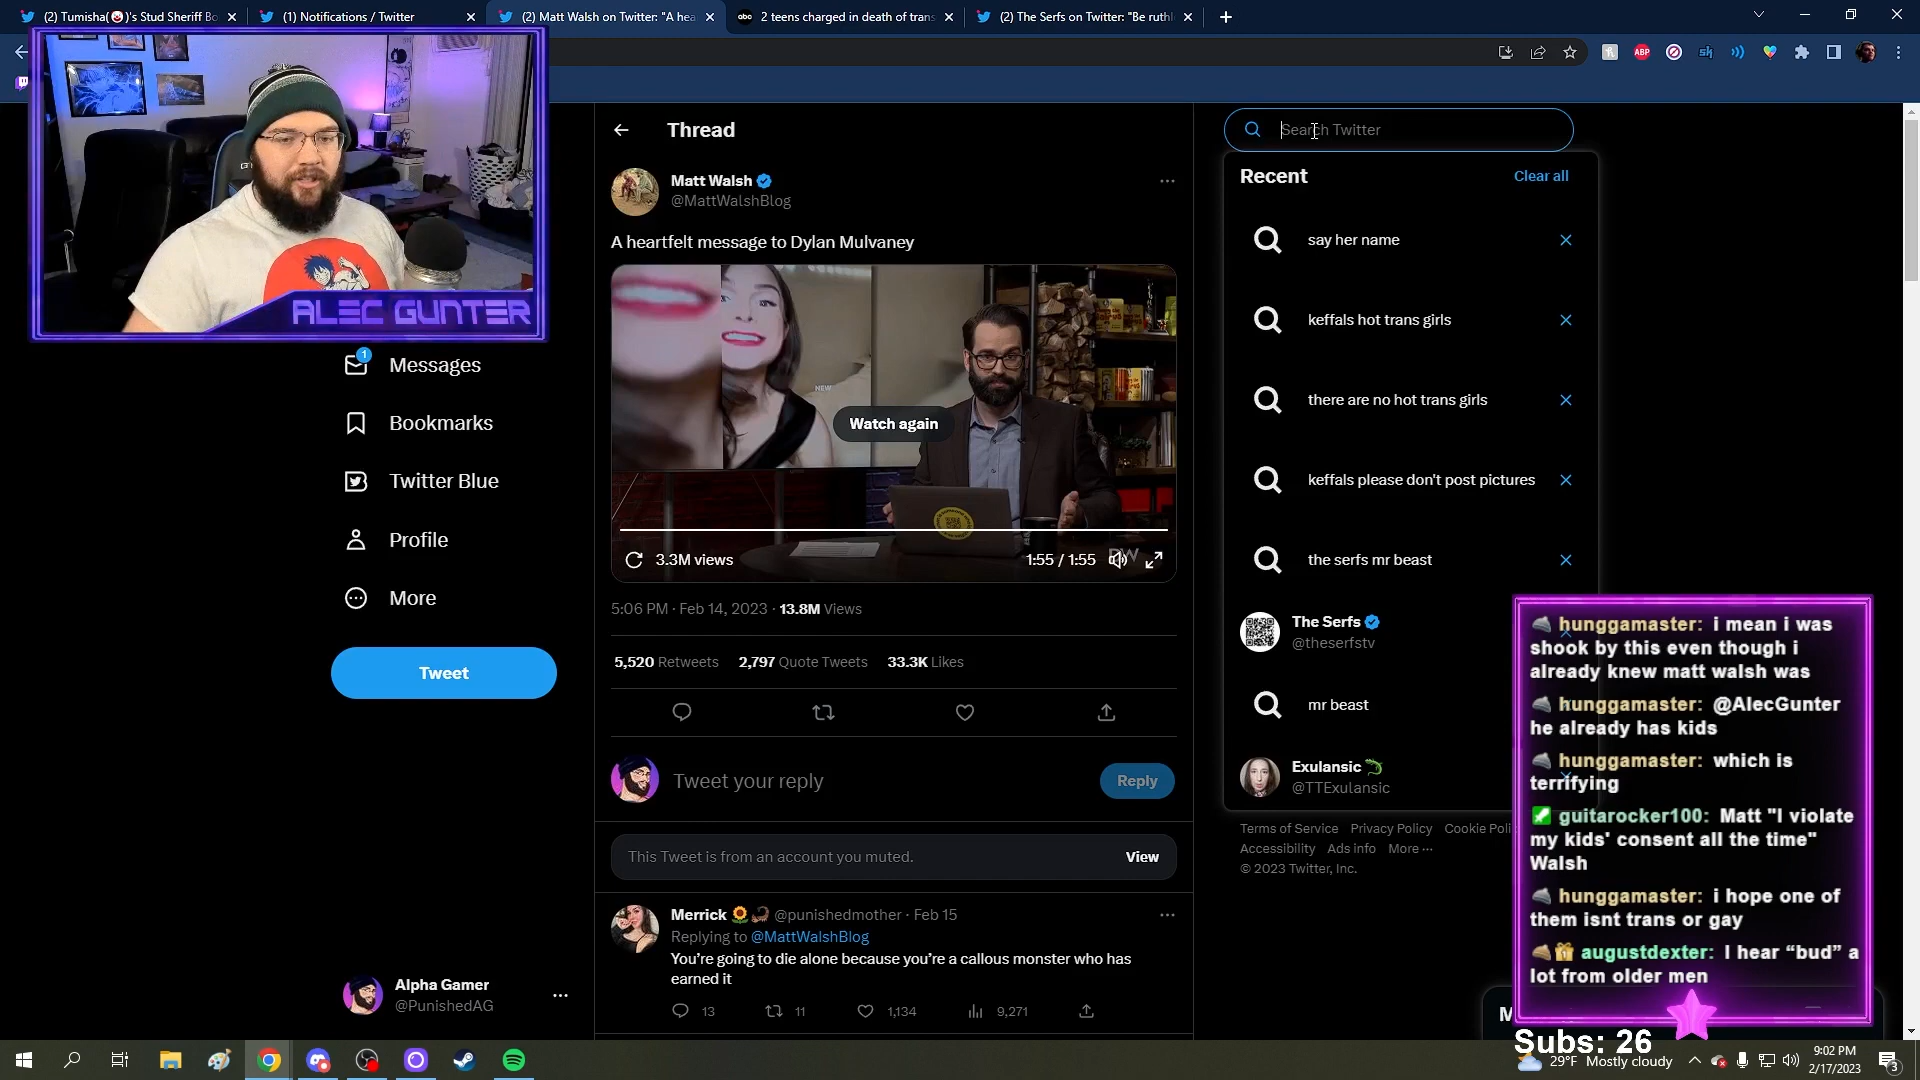 (2) Tumisha(🤡)'s Stud Sheriff Bo
(1) Notifications / Twitter
(2) Matt Walsh on Twitter: "A hea
2 teens charged in death of trans
(2) The Serfs on Twitter: "Be ruthl
ABP
sk
ALEC GUNTER
Messages
1
Bookmarks
Twitter Blue
Profile
More
Tweet
Alpha Gamer
@PunishedAG
Thread
Matt Walsh
@MattWalshBlog
A heartfelt message to Dylan Mulvaney
NEW
Watch again
DW
3.3M views
1:55 / 1:55
5:06 PM · Feb 14, 2023 · 13.8M Views
5,520 Retweets 2,797 Quote Tweets 33.3K Likes
Tweet your reply
Reply
This Tweet is from an account you muted.
View
Merrick 🌻 @punishedmother · Feb 15
Replying to @MattWalshBlog
You're going to die alone because you're a callous monster who has
earned it
13 11 1,134 9,271
Search Twitter
Recent
Clear all
say her name
keffals hot trans girls
there are no hot trans girls
keffals please don't post pictures
the serfs mr beast
The Serfs
@theserfstv
mr beast
Exulansic
@TTExulansic
Terms of Service Privacy Policy Cookie Poli
Accessibility Ads info More ···
© 2023 Twitter, Inc.
hunggamaster: i mean i was
shook by this even though i
already knew matt walsh was
hunggamaster: @AlecGunter
he already has kids
hunggamaster: which is
terrifying
guitarocker100: Matt "I violate
my kids' consent all the time"
Walsh
hunggamaster: i hope one of
them isnt trans or gay
augustdexter: I hear “bud” a
lot from older men
M
Subs: 26
29°F Mostly cloudy
9:02 PM
2/17/2023
3